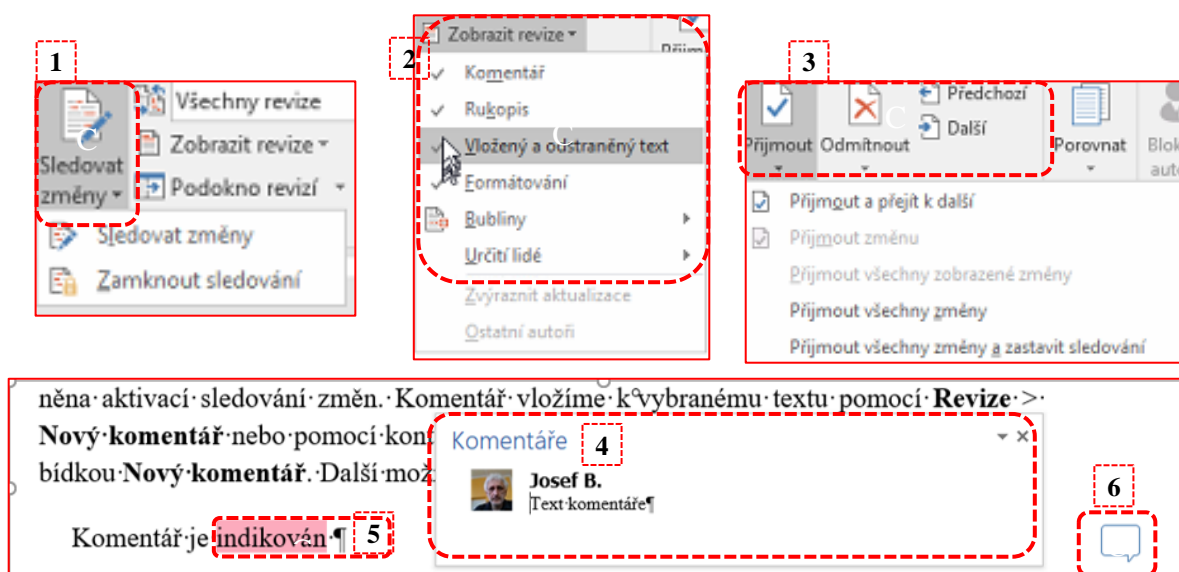 1
Sledovat
změny
Všechny revize
Zobrazit revize
Podokno revizí
Sledovat změny
Zamknout sledování
2
Zobrazit revize
Komentář
Rukopis
Vložený a odstraněný text
Formátování
Bubliny
Určití lidé
Zvýraznit aktualizace
Ostatní autoři
3
Přijmout
Odmítnout
Předchozí
Další
Porovnat
Blok
auto
Přijmout a přejít k další
Přijmout změnu
Přijmout všechny zobrazené změny
Přijmout všechny změny
Přijmout všechny změny a zastavit sledování
něna·aktivací·sledování·změn.·Komentář·vložíme·k°vybranému·textu·pomocí·Revize·>·
Nový·komentář·nebo·pomocí·kon
bídkou·Nový·komentář.·Další·mož
Komentář·je·indikován·¶
5
Komentáře
4
Josef B.
Text·komentáře¶
6